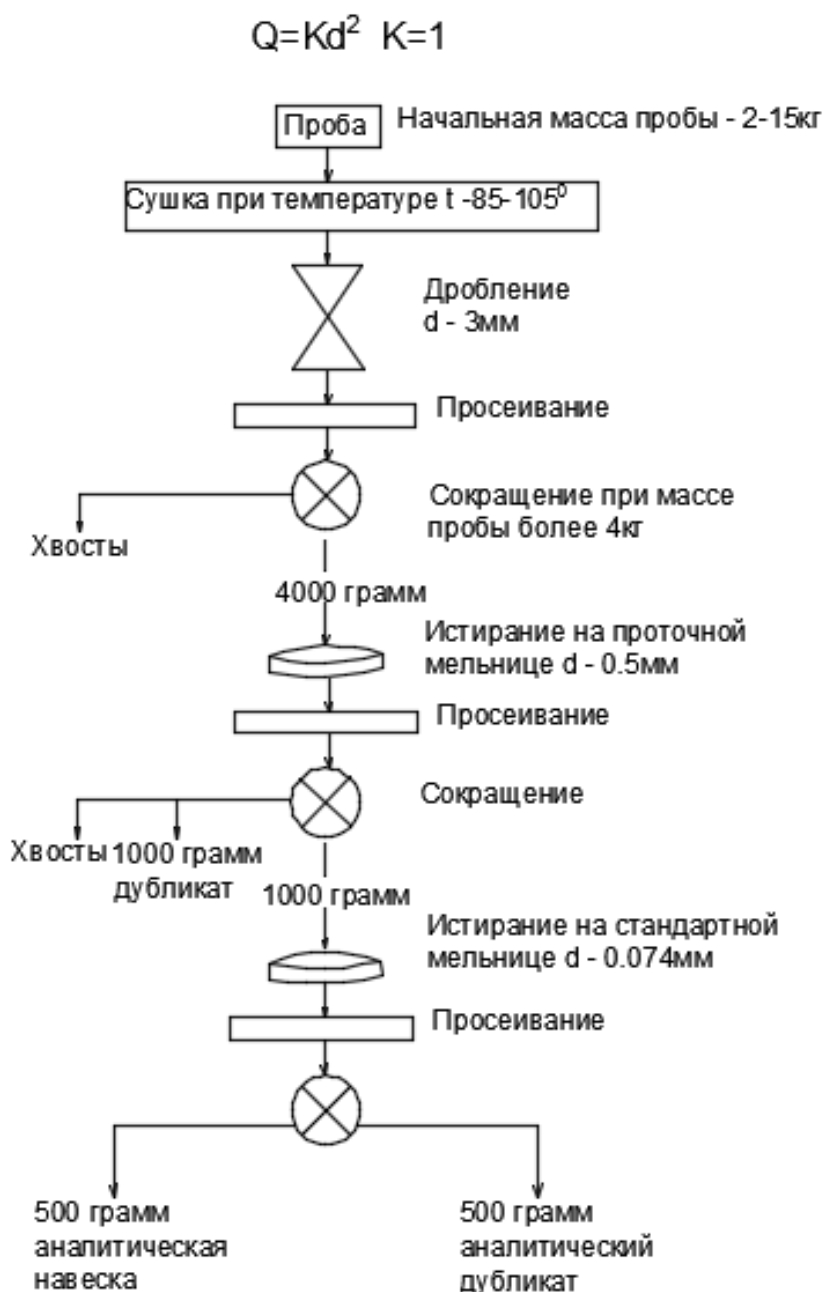 Q=Kd² K=1
Проба
Начальная масса пробы - 2-15кг
Сушка при температуре t -85-105⁰
Дробление
d - 3мм
Просеивание
Сокращение при массе
пробы более 4кг
Хвосты
4000 грамм
Истирание на проточной
мельнице d - 0.5мм
Просеивание
Сокращение
Хвосты
1000 грамм
дубликат
1000 грамм
Истирание на стандартной
мельнице d - 0.074мм
Просеивание
500 грамм
аналитическая
навеска
500 грамм
аналитический
дубликат